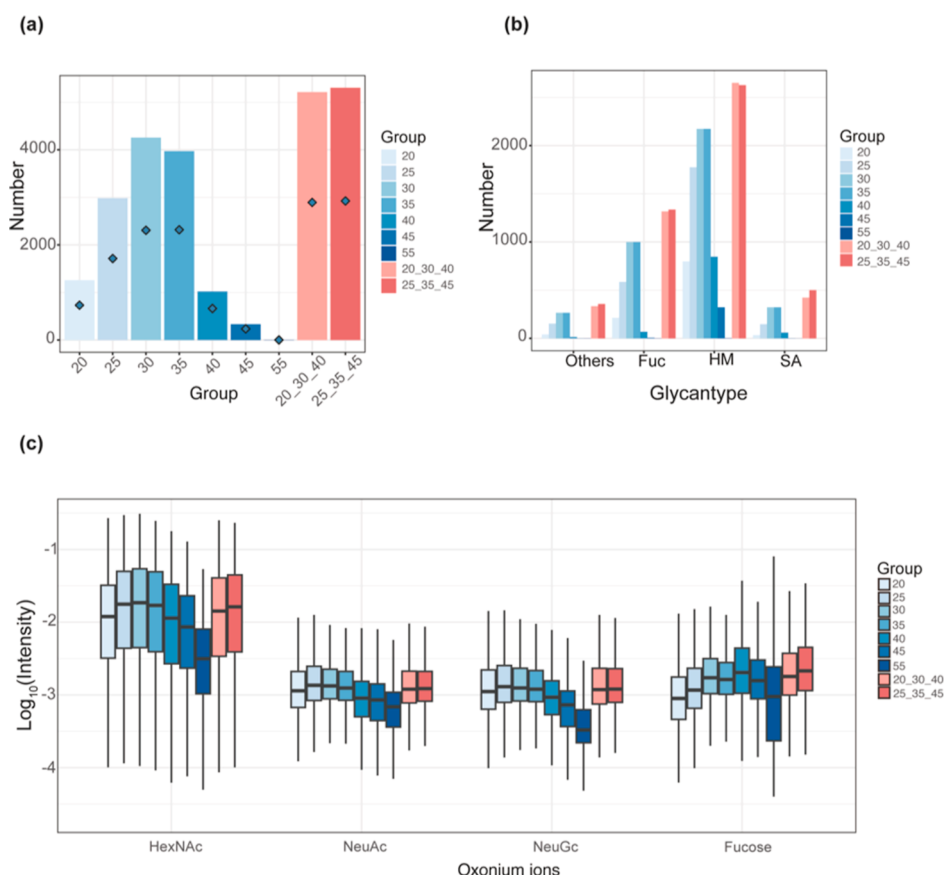 (a)
Number
4000
2000
0
20
25
30
35
40
45
55
20_30_40
25_35_45
Group
Group
20
25
30
35
40
45
55
20_30_40
25_35_45
(b)
Number
2000
1000
0
Others
Fuc
HM
SA
Glycantype
Group
20
25
30
35
40
45
55
20_30_40
25_35_45
(c)
Log10(Intensity)
-1
-2
-3
-4
HexNAc
NeuAc
NeuGc
Fucose
Oxonium ions
Group
20
25
30
35
40
45
55
20_30_40
25_35_45